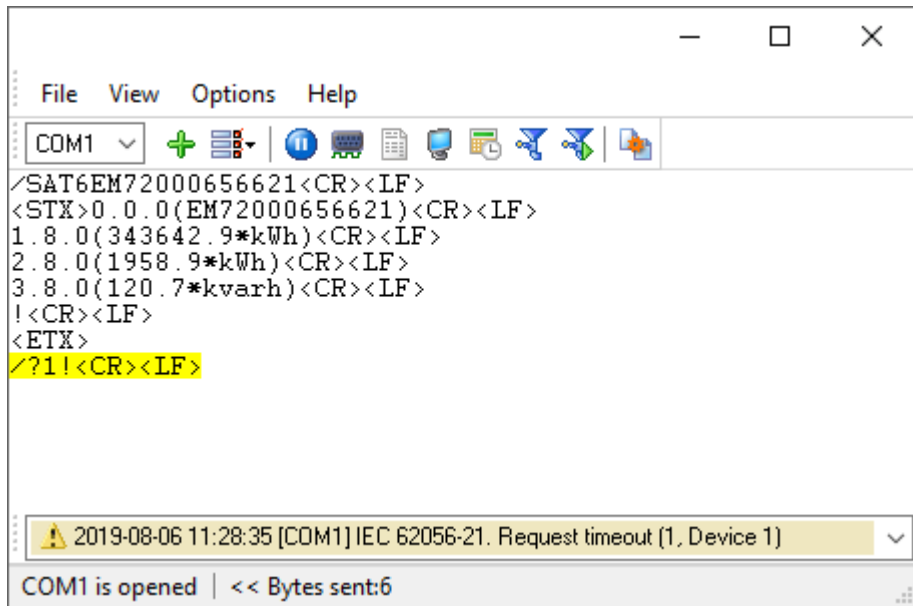 File View Options Help
COM1
/SAT6EM72000656621<CR><LF>
<STX>0.0.0(EM72000656621)<CR><LF>
1.8.0(343642.9*kWh)<CR><LF>
2.8.0(1958.9*kWh)<CR><LF>
3.8.0(120.7*kvarh)<CR><LF>
!<CR><LF>
<ETX>
/?1!<CR><LF>
2019-08-06 11:28:35 [COM1] IEC 62056-21. Request timeout (1, Device 1)
COM1 is opened << Bytes sent:6